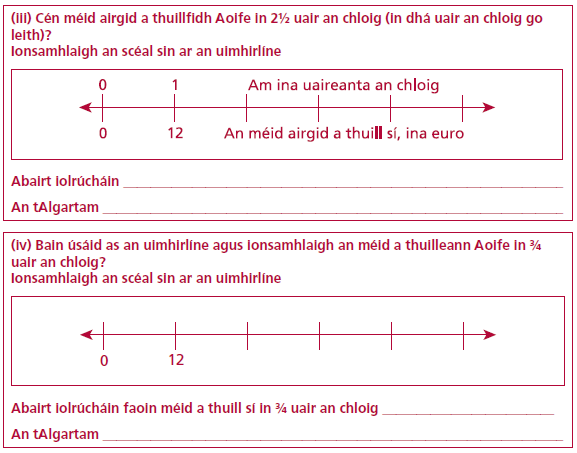 (iii) Cén méid airgid a thuillfidh Aoife in 2½ uair an chloig (in dhá uair an chloig go
leith)?
Ionsamhlaigh an scéal sin ar an uimhirlíne
0 1 Am ina uaireanta an chloig
0 12 An méid airgid a thuill sí, ina euro
Abairt iolrúcháin
An tAlgartam
(iv) Bain úsáid as an uimhirlíne agus ionsamhlaigh an méid a thuilleann Aoife in ¾
uair an chloig?
Ionsamhlaigh an scéal sin ar an uimhirlíne
0 12
Abairt iolrúcháin faoin méid a thuill sí in ¾ uair an chloig
An tAlgartam